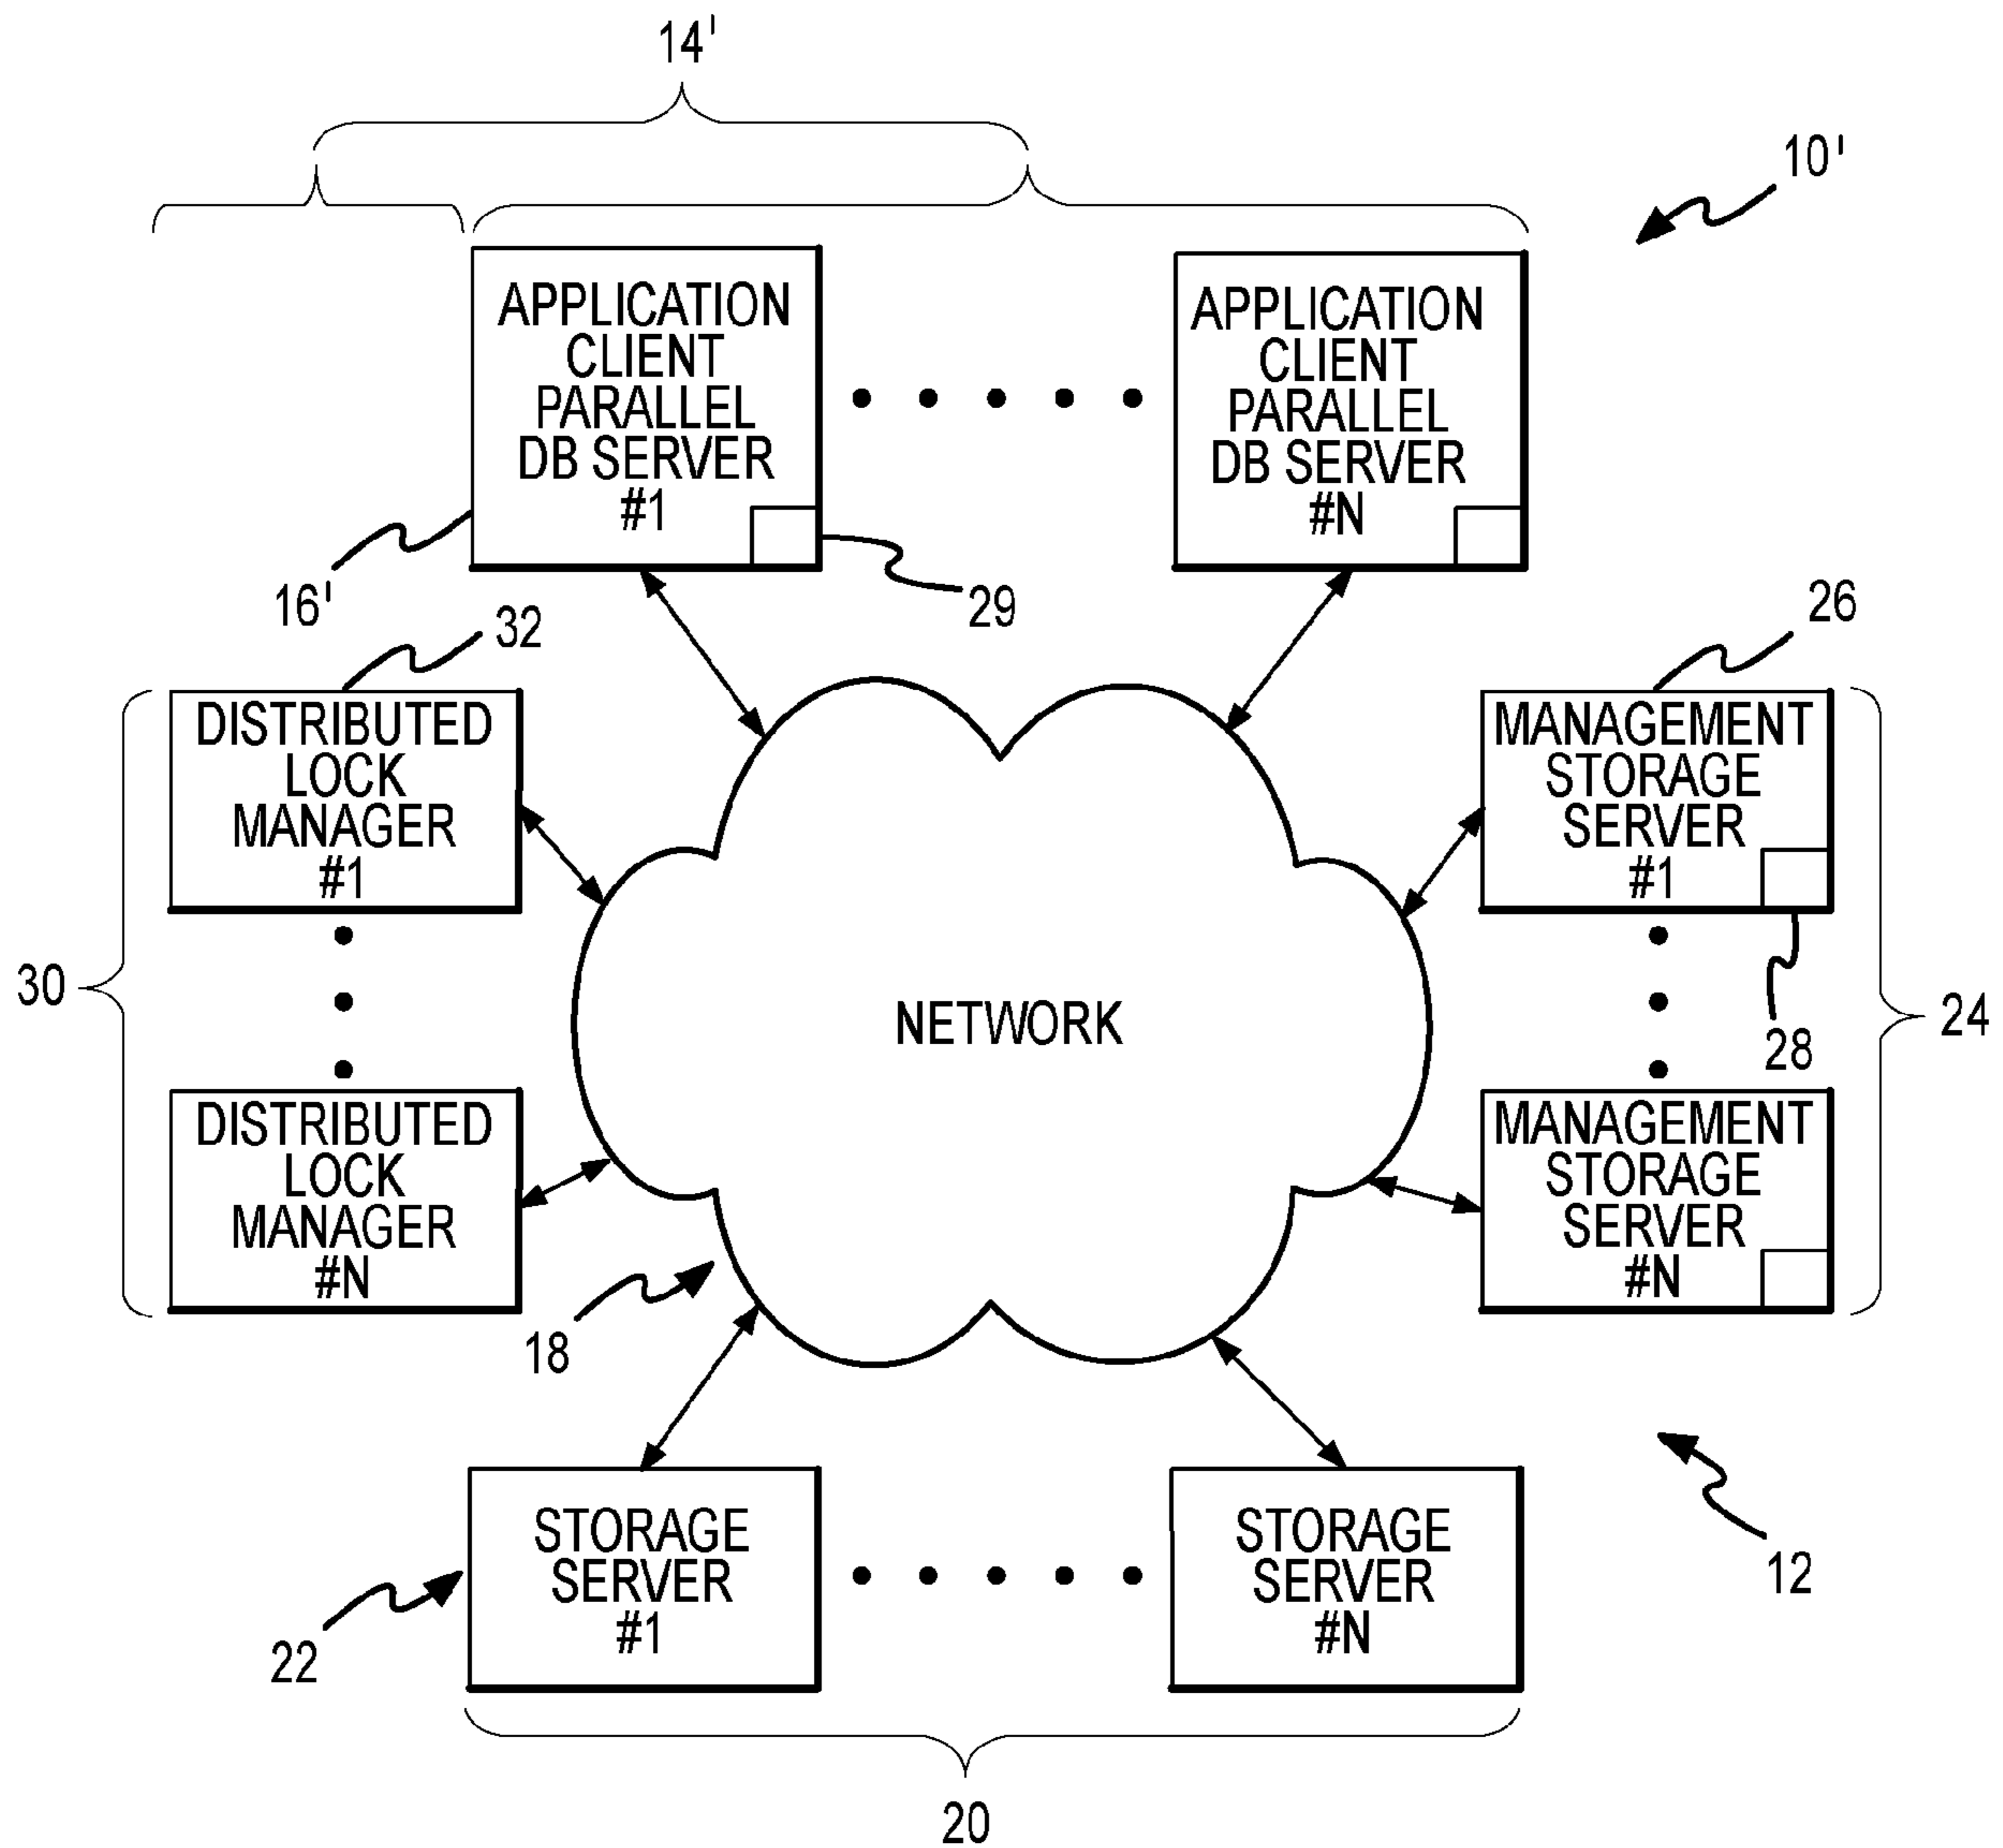 14'
10'
APPLICATION
CLIENT
PARALLEL
DB SERVER
#1
APPLICATION
CLIENT
PARALLEL
DB SERVER
#N
16'
29
32
26
DISTRIBUTED
LOCK
MANAGER
#1
MANAGEMENT
STORAGE
SERVER
#1
30
NETWORK
28
24
DISTRIBUTED
LOCK
MANAGER
#N
MANAGEMENT
STORAGE
SERVER
#N
18
STORAGE
SERVER
#1
STORAGE
SERVER
#N
12
22
20